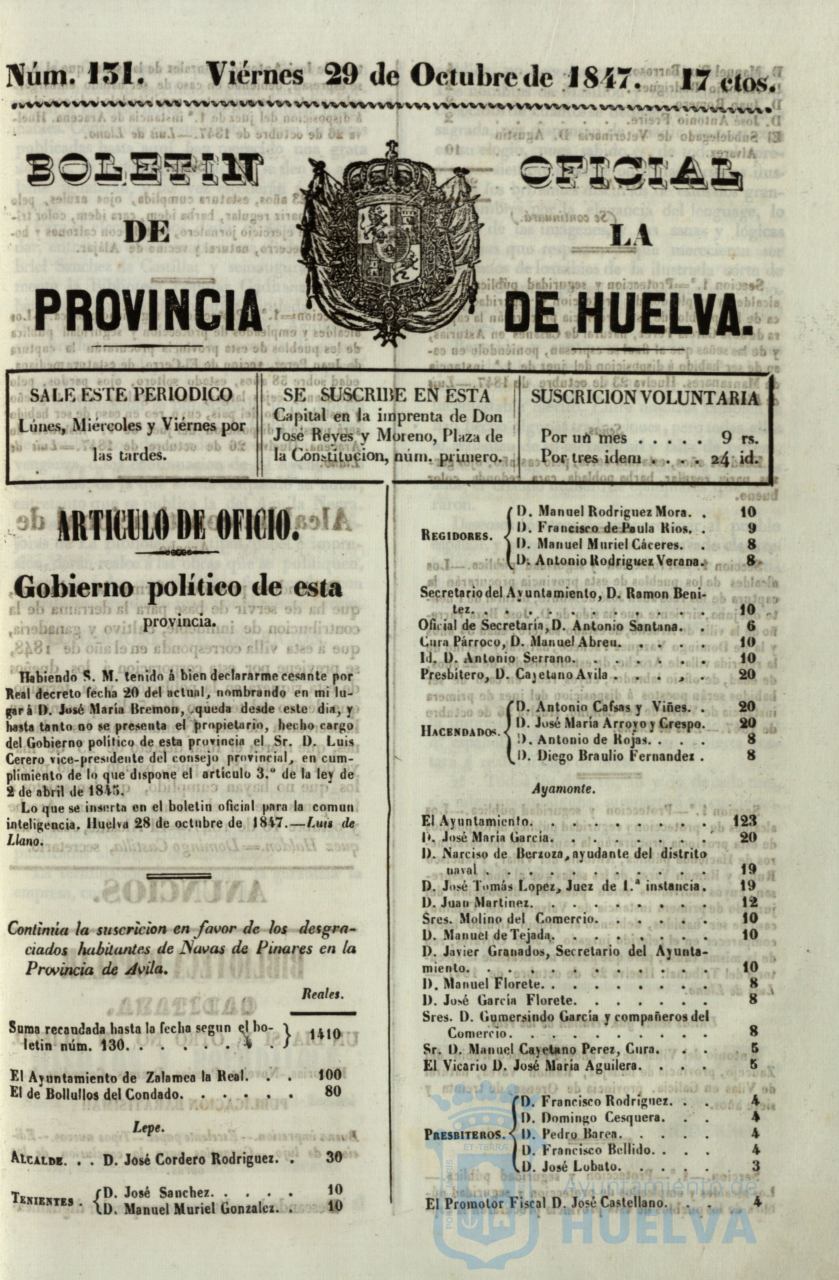 Núm. 131. Viérnes 29 de Octubre de 1847. 17 ctos.
BOLETIN OFICIAL
DE LA
PROVINCIA DE HUELVA.
SALE ESTE PERIODICO
Lúnes, Miércoles y Viérnes por
las tardes.
SE SUSCRIBE EN ESTA
Capital en la imprenta de Don
José Reyes y Moreno, Plaza de
la Constitucion, núm. primero.
SUSCRICION VOLUNTARIA
Por un mes . . . . . 9 rs.
Por tres idem . . . . 24 id.
ARTICULO DE OFICIO.
Gobierno político de esta
provincia.
Habiendo S. M. tenido á bien declararme cesante por
Real decreto fecha 20 del actual, nombrando en mi lu-
gar á D. José María Bremon, queda desde este dia, y
hasta tanto no se presenta el propietario, hecho cargo
del Gobierno político de esta provincia el Sr. D. Luis
Cerero vice-presidente del consejo provincial, en cum-
plimiento de lo que dispone el artículo 3.º de la ley de
2 de abril de 1845.
Lo que se inserta en el boletin oficial para la comun
inteligencia. Huelva 28 de octubre de 1847.—Luis de
Llano.
Continúa la suscricion en favor de los desgra-
ciados habitantes de Navas de Pinares en la
Provincia de Avila.
Reales.
Suma recaudada hasta la fecha segun el bo-
letin núm. 130. . . . . . . . } 1410
El Ayuntamiento de Zalamea la Real. . . 100
El de Bollullos del Condado. . . . . . 80
Lepe.
ALCALDE. . . D. José Cordero Rodriguez. . 30
TENIENTES . { D. José Sanchez. . . . . 10
D. Manuel Muriel Gonzalez. . 10
REGIDORES. { D. Manuel Rodriguez Mora. . 10
D. Francisco de Paula Rios. . 9
D. Manuel Muriel Cáceres. . 8
D. Antonio Rodriguez Verana. 8
Secretario del Ayuntamiento, D. Ramon Beni-
tez. . . . . . . . . . . . 10
Oficial de Secretaría, D. Antonio Santana. . 6
Cura Párroco, D. Manuel Abreu. . . . . 10
Id. D. Antonio Serrano. . . . . . . 10
Presbitero, D. Cayetano Avila . . . . . 20
HACENDADOS. { D. Antonio Cafsas y Viñes. . 20
D. José María Arroyo y Crespo. 20
D. Antonio de Rojas. . . . 8
D. Diego Braulio Fernandez . 8
Ayamonte.
El Ayuntamiento. . . . . . . . . 123
D. José Maria García. . . . . . . . 20
D. Narciso de Berzoza, ayudante del distrito
naval . . . . . . . . . . . 19
D. José Tomás Lopez, Juez de 1.ª instancia. 19
D. Juan Martinez. . . . . . . . . 12
Sres. Molino del Comercio. . . . . . 10
D. Manuel de Tejada. . . . . . . . 10
D. Javier Granados, Secretario del Ayunta-
miento. . . . . . . . . . . . 10
D. Manuel Florete. . . . . . . . . 8
D. José García Florete. . . . . . . 8
Sres. D. Gumersindo García y compañeros del
Comercio. . . . . . . . . . . 8
Sr. D. Manuel Cayetano Perez, Cura. . . 5
El Vicario D. José María Aguilera. . . . 5
PRESBITEROS. { D. Francisco Rodríguez. . . 4
D. Domingo Cesquera. . . 4
D. Pedro Barea. . . . . 4
D. Francisco Bellido. . . . 4
D. José Lobato. . . . . 3
El Promotor Fiscal D. José Castellano. . . . 4
Ayuntamiento de
HUELVA